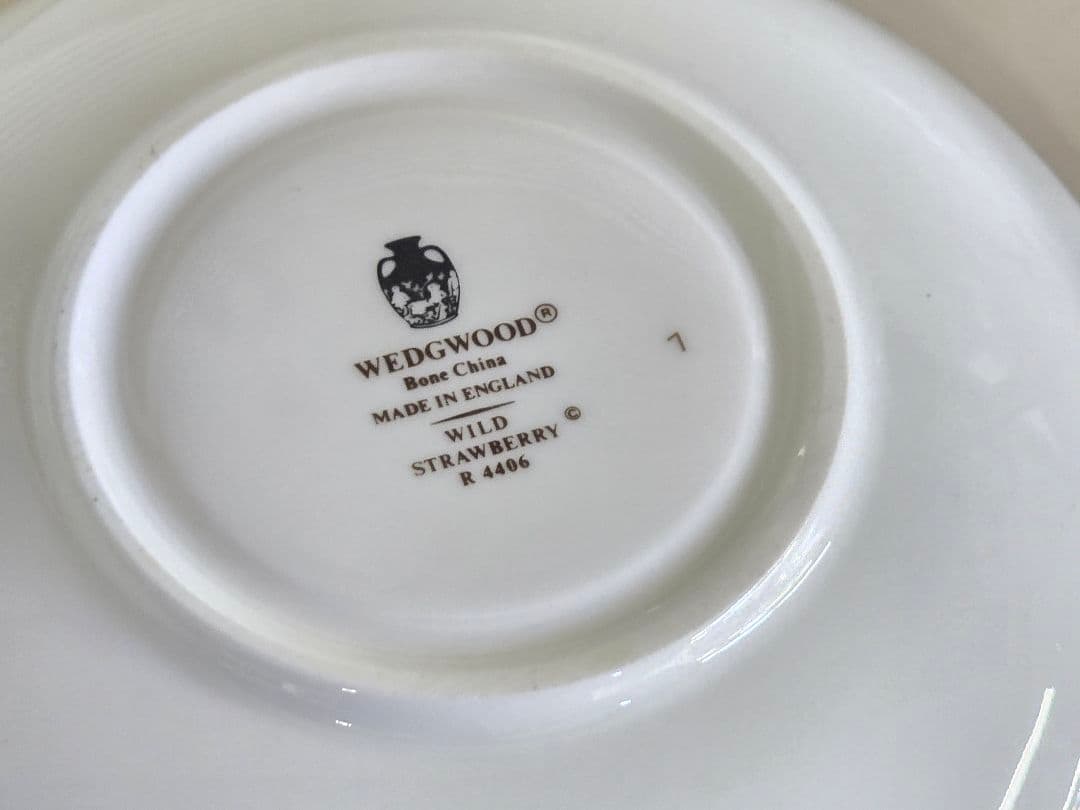 WEDGWOOD®
Bone China
MADE IN ENGLAND
WILD
STRAWBERRY ©
R 4406
7